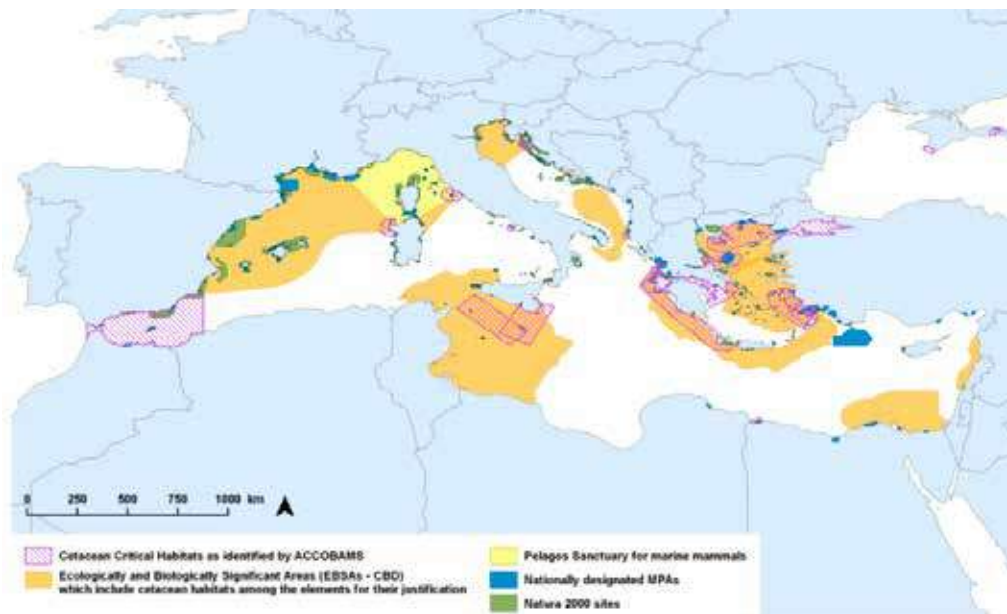 0 250 500 750 1000 km
Cetacean Critical Habitats as identified by ACCOBAMS
Ecologically and Biologically Significant Areas (EBSAs - CBD)
which include cetacean habitats among the elements for their justification
Pelagos Sanctuary for marine mammals
Nationally designated MPAs
Natura 2000 sites